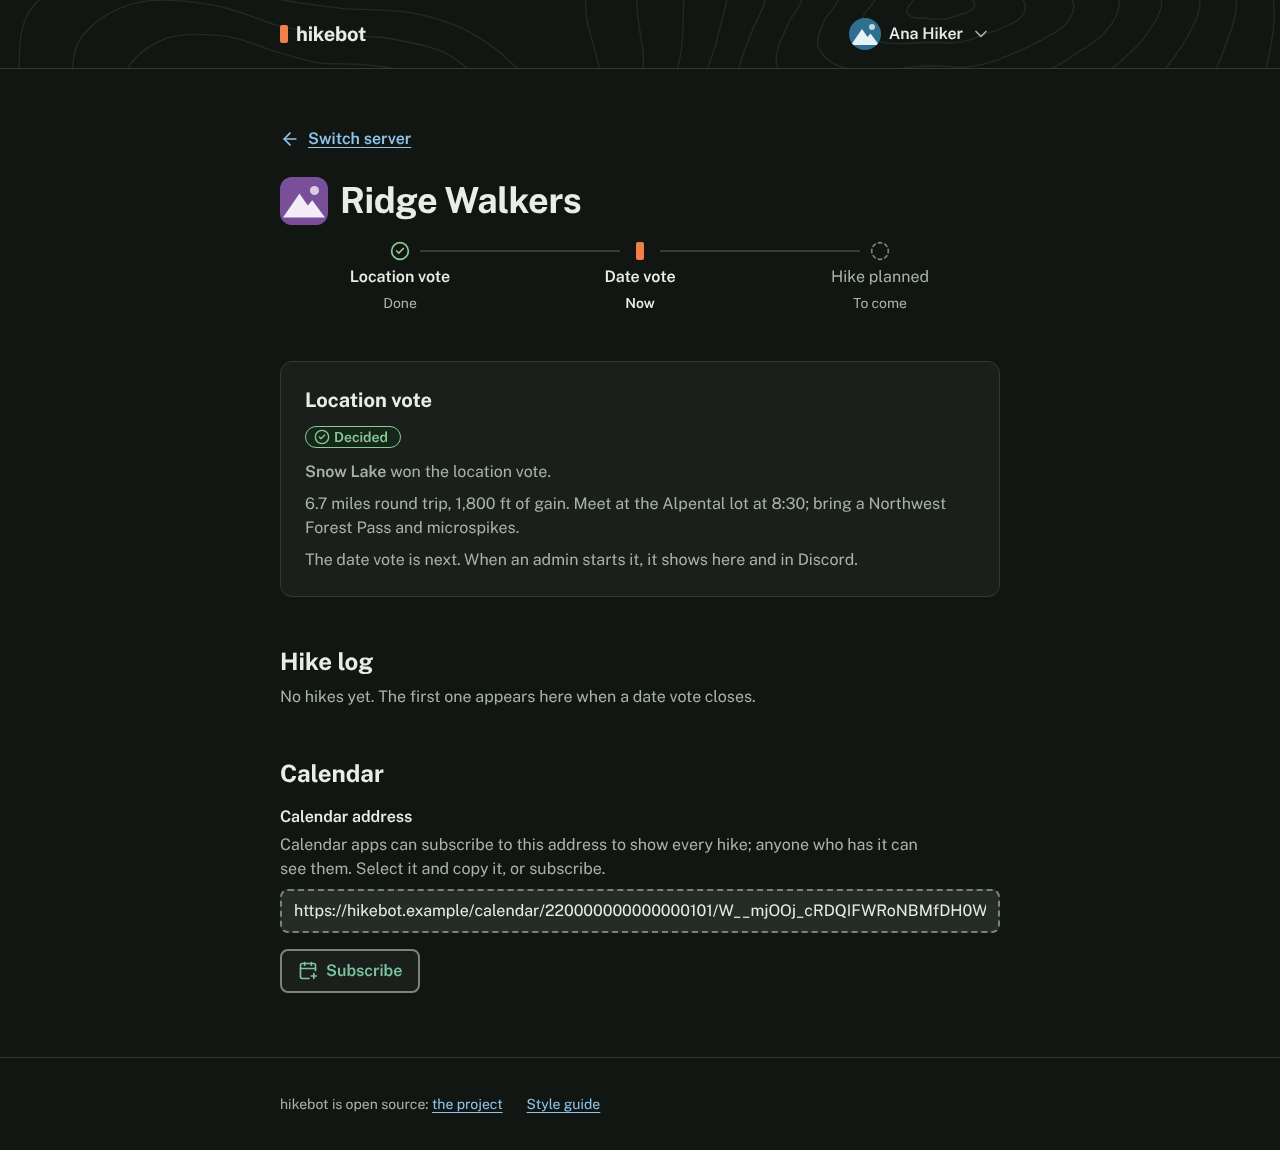 hikebot
Ana Hiker
Switch server
Ridge Walkers
Location vote
Done
Date vote
Now
Hike planned
To come
Location vote
Decided
Snow Lake won the location vote.
6.7 miles round trip, 1,800 ft of gain. Meet at the Alpental lot at 8:30; bring a Northwest
Forest Pass and microspikes.
The date vote is next. When an admin starts it, it shows here and in Discord.
Hike log
No hikes yet. The first one appears here when a date vote closes.
Calendar
Calendar address
Calendar apps can subscribe to this address to show every hike; anyone who has it can
see them. Select it and copy it, or subscribe.
https://hikebot.example/calendar/220000000000000101/W__mjOOj_cRDQIFWRoNBMfDH0W
Subscribe
hikebot is open source: the project
Style guide